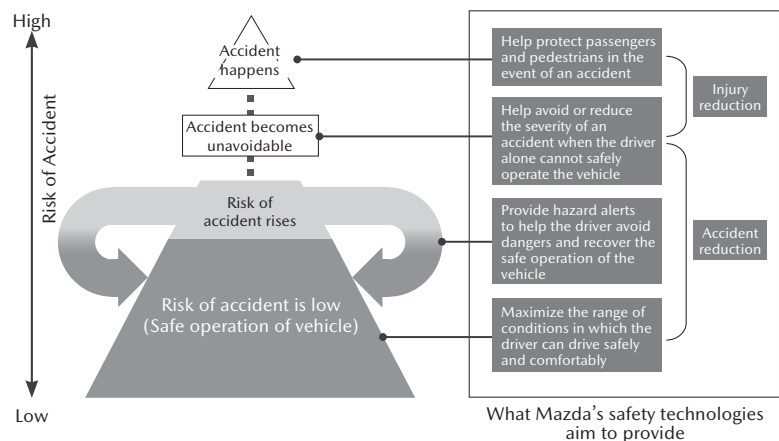 High
Risk of Accident
Low
Accident
happens
Accident becomes
unavoidable
Risk of
accident rises
Risk of accident is low
(Safe operation of vehicle)
Help protect passengers
and pedestrians in the
event of an accident
Help avoid or reduce
the severity of an
accident when the driver
alone cannot safely
operate the vehicle
Provide hazard alerts
to help the driver avoid
dangers and recover the
safe operation of the
vehicle
Maximize the range of
conditions in which the
driver can drive safely
and comfortably
Injury
reduction
Accident
reduction
What Mazda’s safety technologies
aim to provide